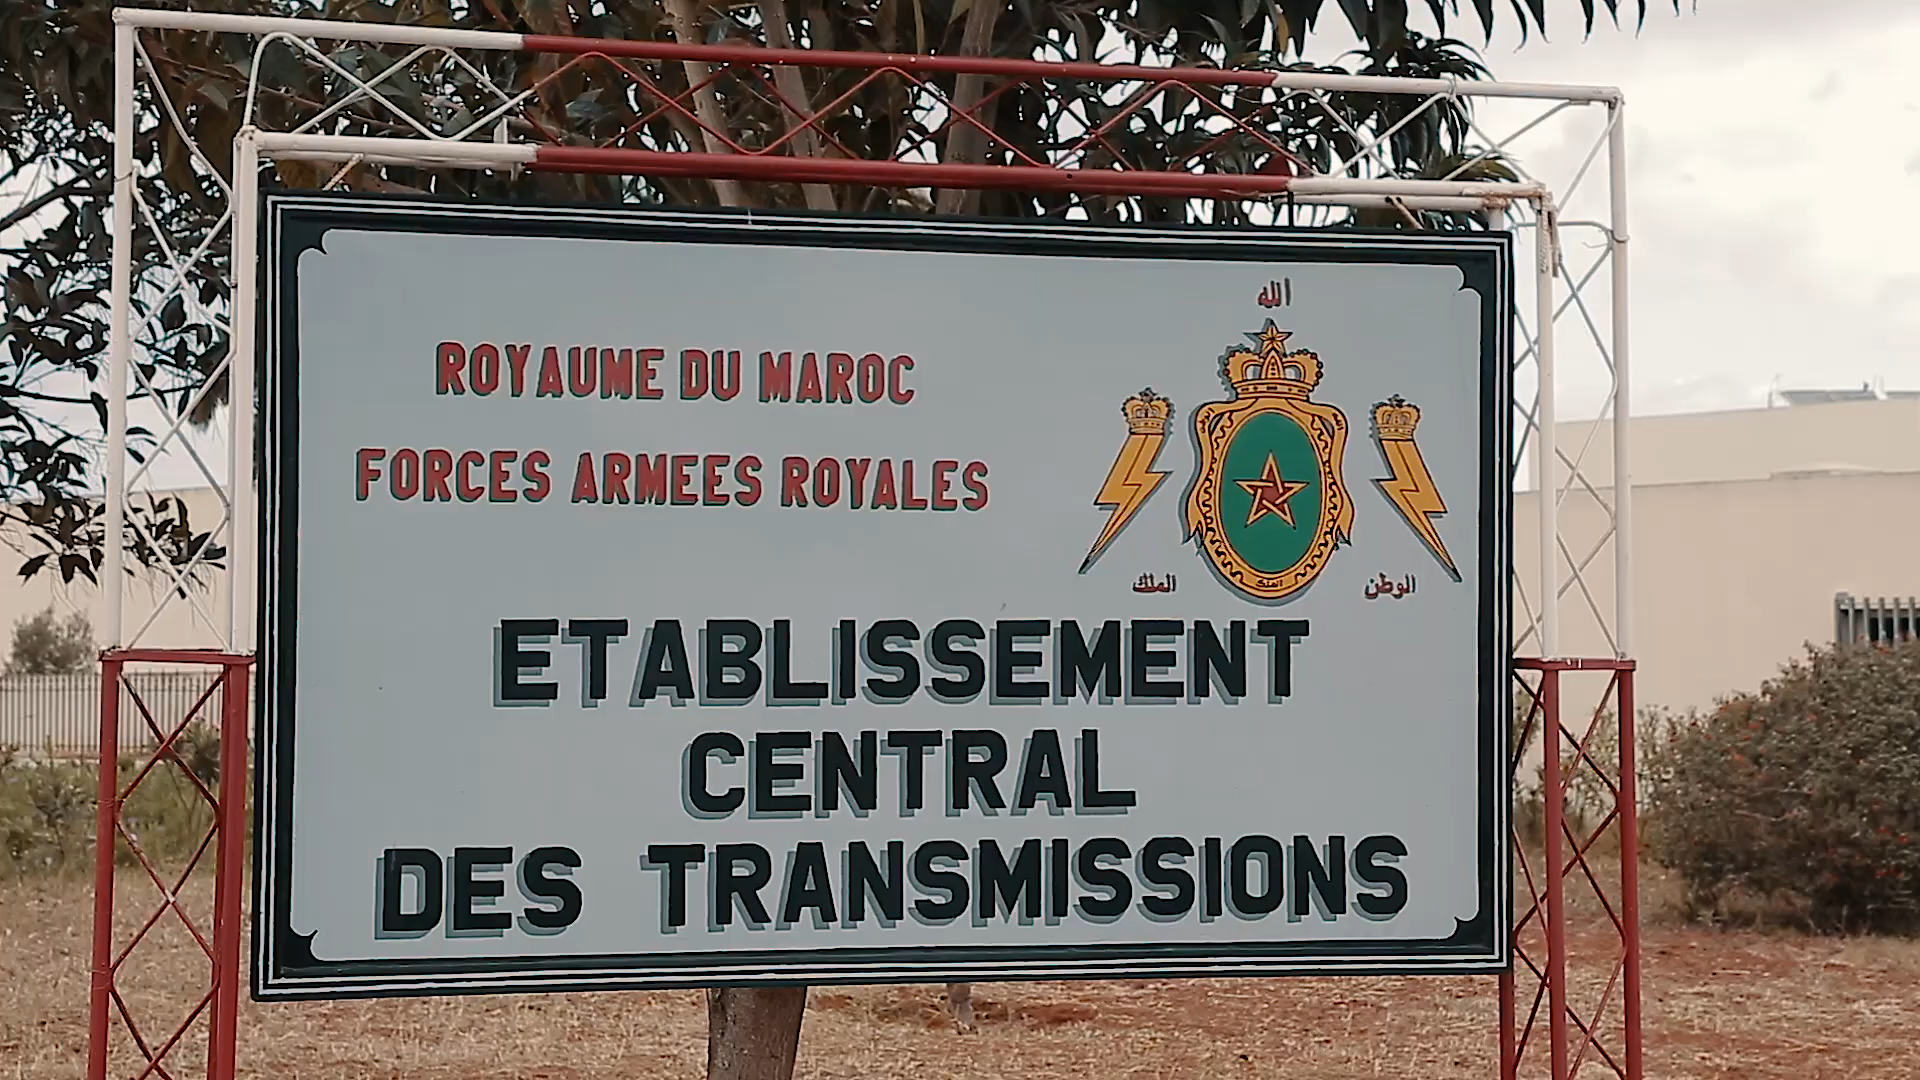 الله
ROYAUME DU MAROC
FORCES ARMEES ROYALES
الملك
الوطن
ETABLISSEMENT
CENTRAL
DES TRANSMISSIONS